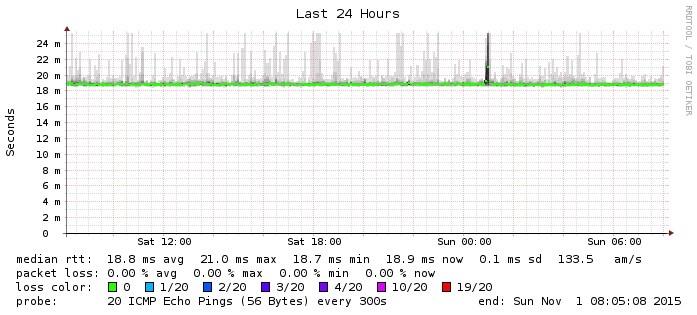 Last 24 Hours
RRDTOOL / TOBI OETIKER
Seconds
24 m
22 m
20 m
18 m
16 m
14 m
12 m
10 m
8 m
6 m
4 m
2 m
0
Sat 12:00 Sat 18:00 Sun 00:00 Sun 06:00
median rtt: 18.8 ms avg 21.0 ms max 18.7 ms min 18.9 ms now 0.1 ms sd 133.5 am/s
packet loss: 0.00 % avg 0.00 % max 0.00 % min 0.00 % now
loss color: 0 1/20 2/20 3/20 4/20 10/20 19/20
probe: 20 ICMP Echo Pings (56 Bytes) every 300s end: Sun Nov 1 08:05:08 2015